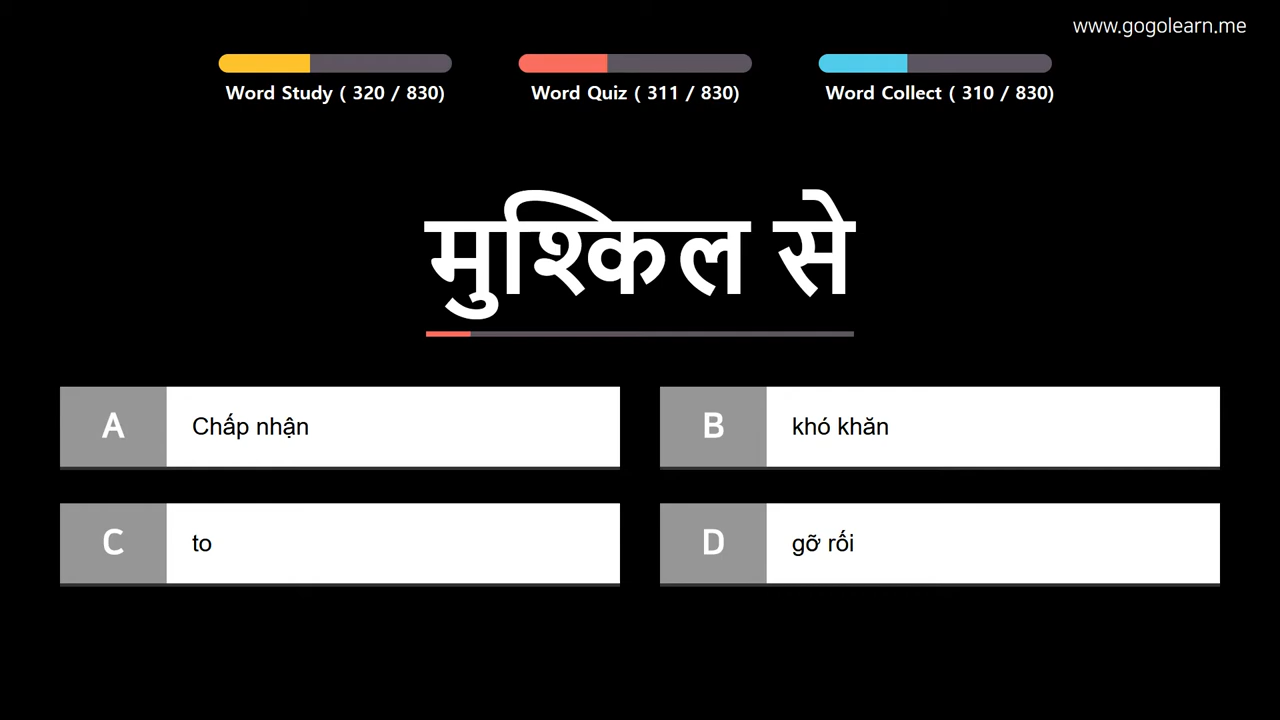 www.gogolearn.me
Word Study ( 320 / 830)
Word Quiz ( 311 / 830)
Word Collect ( 310 / 830)
मुश्किल से
A Chấp nhận
B khó khăn
C to
D gỡ rối